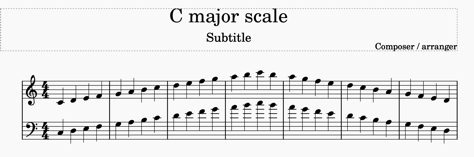 C major scale
Subtitle
Composer / arranger